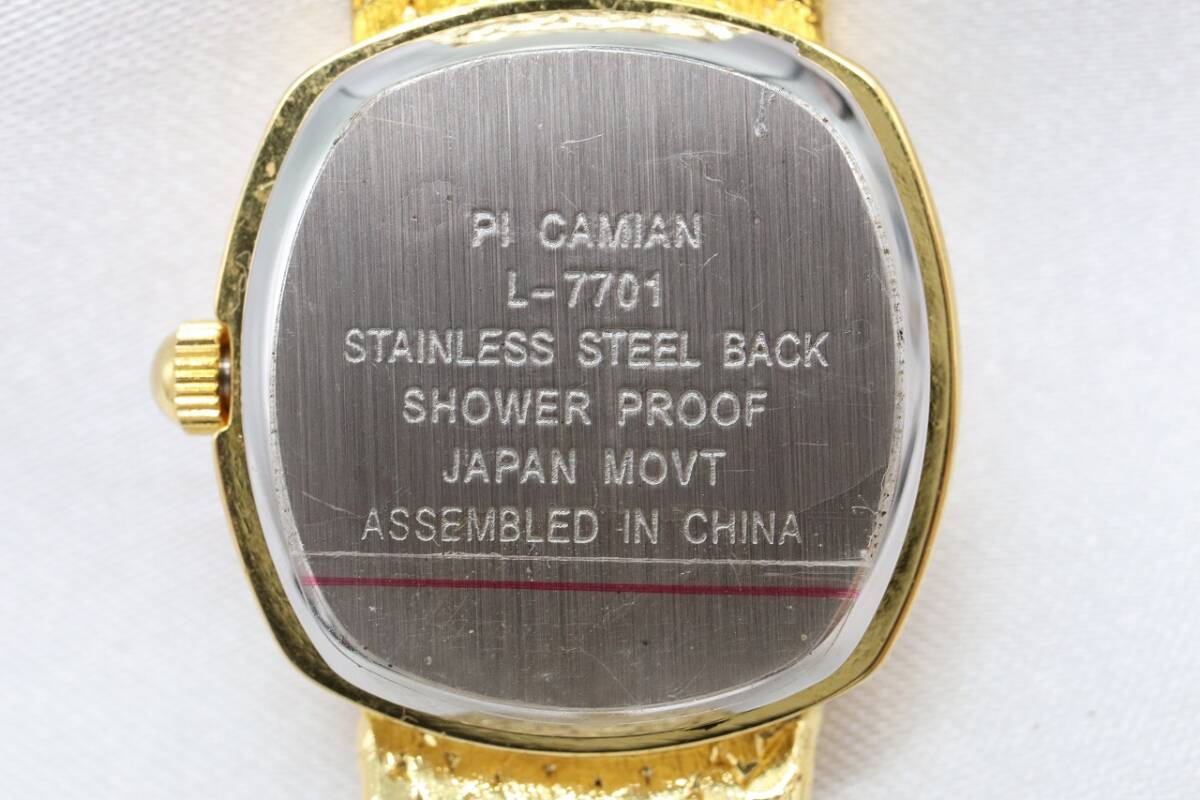 PI CAMIAN
L-7701
STAINLESS STEEL BACK
SHOWER PROOF
JAPAN MOVT
ASSEMBLED IN CHINA